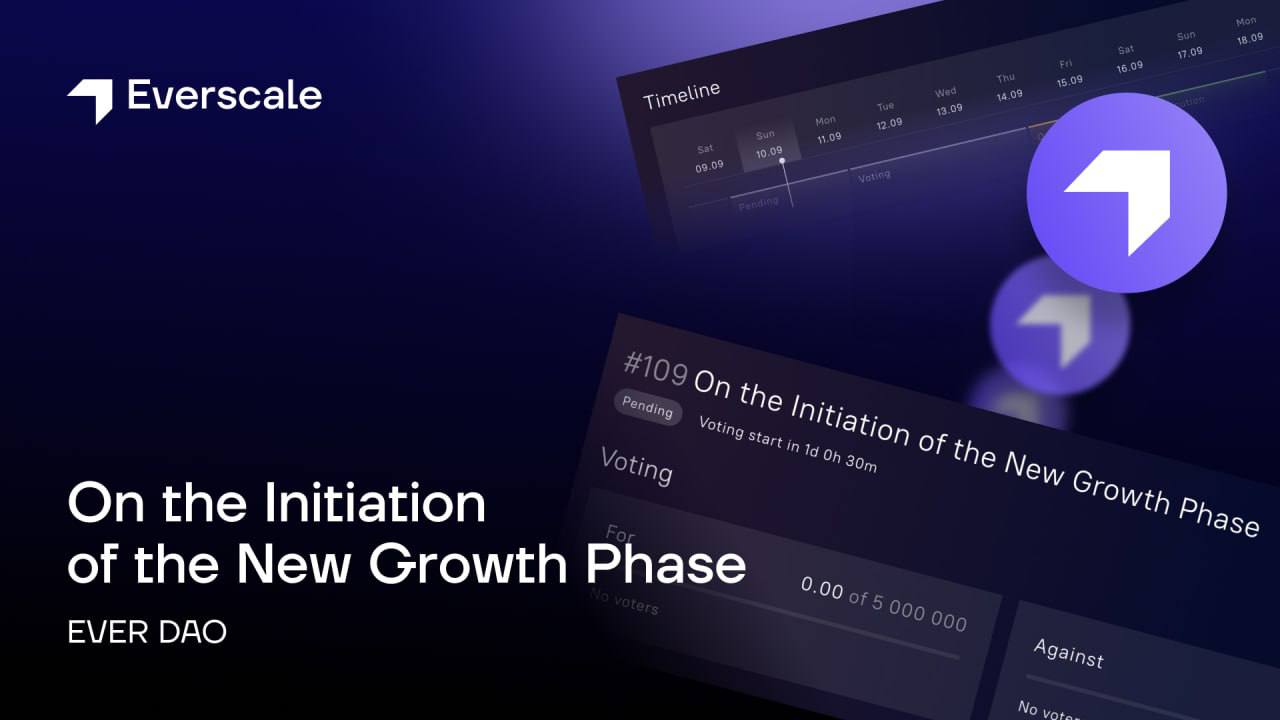 Everscale
On the Initiation
of the New Growth Phase
EVER DAO
Timeline
Sat Sun Mon Tue Wed Thu Fri Sat Sun Mon
09.09 10.09 11.09 12.09 13.09 14.09 15.09 16.09 17.09 18.09
Pending
Voting
#109 On the Initiation of the New Growth Phase
Pending Voting start in 1d 0h 30m
Voting
For
0.00 of 5 000 000
No voters
Against